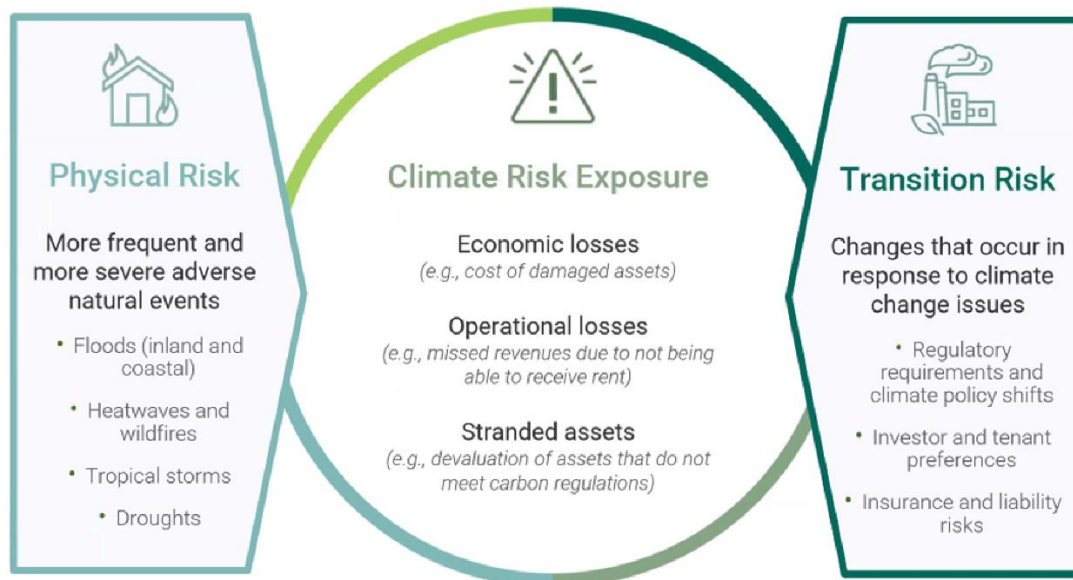 Physical Risk
More frequent and
more severe adverse
natural events
• Floods (inland and
coastal)
• Heatwaves and
wildfires
• Tropical storms
• Droughts
Climate Risk Exposure
Economic losses
(e.g., cost of damaged assets)
Operational losses
(e.g., missed revenues due to not being
able to receive rent)
Stranded assets
(e.g., devaluation of assets that do not
meet carbon regulations)
Transition Risk
Changes that occur in
response to climate
change issues
• Regulatory
requirements and
climate policy shifts
• Investor and tenant
preferences
• Insurance and liability
risks